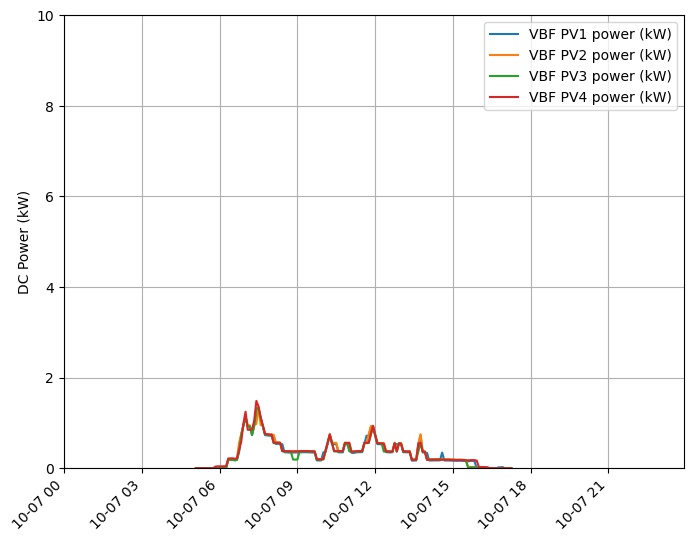 10
8
6
4
2
0
DC Power (kW)
VBF PV1 power (kW)
VBF PV2 power (kW)
VBF PV3 power (kW)
VBF PV4 power (kW)
10-07 00
10-07 03
10-07 06
10-07 09
10-07 12
10-07 15
10-07 18
10-07 21